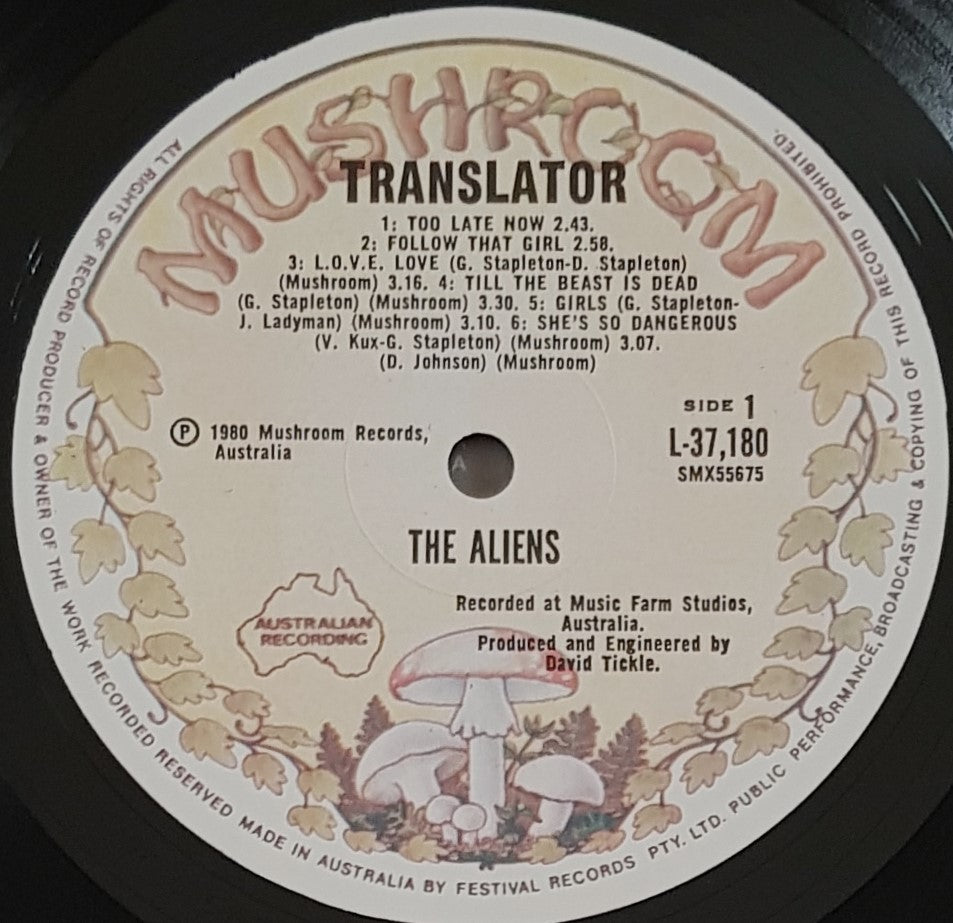 MUSHROOM
TRANSLATOR
1: TOO LATE NOW 2.43.
2: FOLLOW THAT GIRL 2.58.
3: L.O.V.E. LOVE (G. Stapleton-D. Stapleton)
(Mushroom) 3.16. 4: TILL THE BEAST IS DEAD
(G. Stapleton) (Mushroom) 3.30. 5: GIRLS (G. Stapleton-
J. Ladyman) (Mushroom) 3.10. 6: SHE'S SO DANGEROUS
(V. Kux-G. Stapleton) (Mushroom) 3.07.
(D. Johnson) (Mushroom)
SIDE 1
L-37,180
SMX55675
Ⓟ 1980 Mushroom Records,
Australia
A
THE ALIENS
Recorded at Music Farm Studios,
Australia.
Produced and Engineered by
David Tickle.
AUSTRALIAN
RECORDING
ALL RIGHTS OF RECORD PRODUCER & OWNER OF THE WORK RECORDED RESERVED MADE IN AUSTRALIA BY FESTIVAL RECORDS PTY. LTD. PUBLIC PERFORMANCE, BROADCASTING & COPYING OF THIS RECORD PROHIBITED.